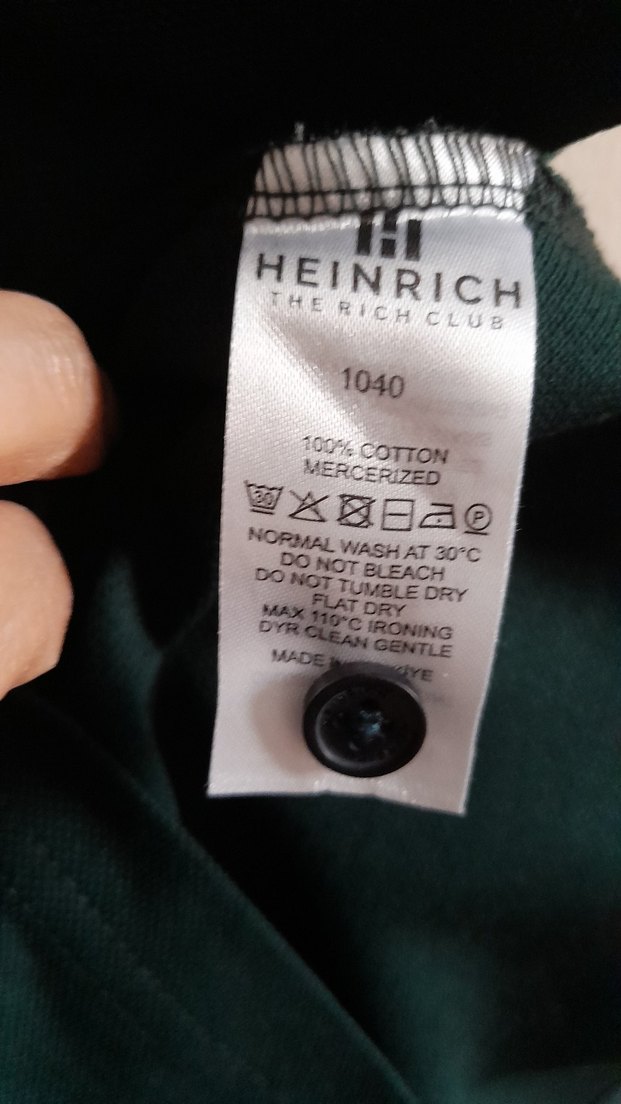 HEINRICH
THE RICH CLUB
1040
100% COTTON
MERCERIZED
30
P
NORMAL WASH AT 30°C
DO NOT BLEACH
DO NOT TUMBLE DRY
FLAT DRY
MAX 110°C IRONING
DYR CLEAN GENTLE
MADE